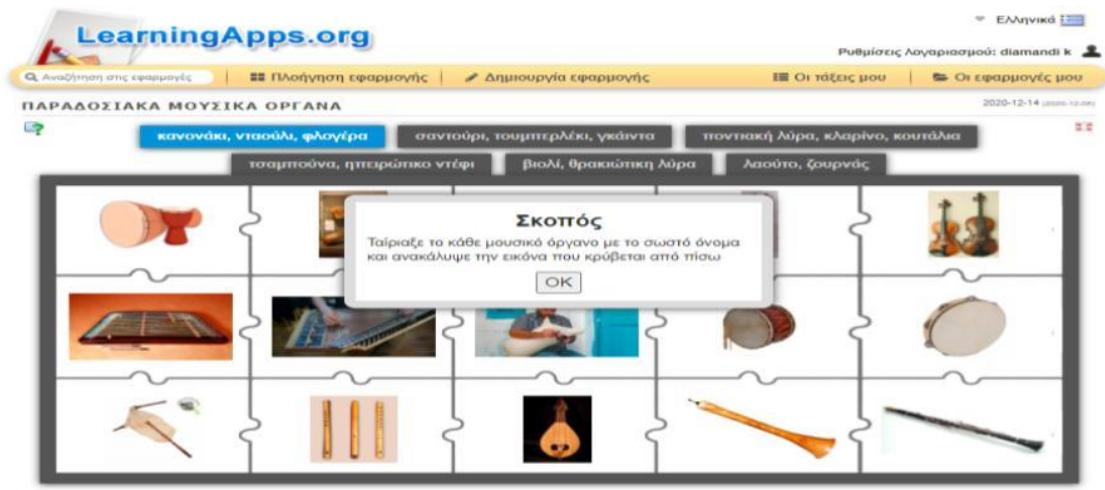 LearningApps.org
Ελληνικά
Ρυθμίσεις λογαριασμού: diamandi k
Αναζήτηση στις εφαρμογές
Πλοήγηση εφαρμογής
Δημιουργία εφαρμογής
Οι τάξεις μου
Οι εφαρμογές μου
ΠΑΡΑΔΟΣΙΑΚΑ ΜΟΥΣΙΚΑ ΟΡΓΑΝΑ
2020-12-14
κανονάκι, νταούλι, φλογέρα
σαντούρι, τουμπερλέκι, γκάιντα
ποντιακή λύρα, κλαρίνο, κουτάλια
τσαμπούνα, ηπειρώτικο ντέφι
βιολί, θρακιώτικη λύρα
λαούτο, ζουρνάς
Σκοπός
Ταίριαξε το κάθε μουσικό όργανο με το σωστό όνομα
και ανακάλυψε την εικόνα που κρύβεται από πίσω
OK